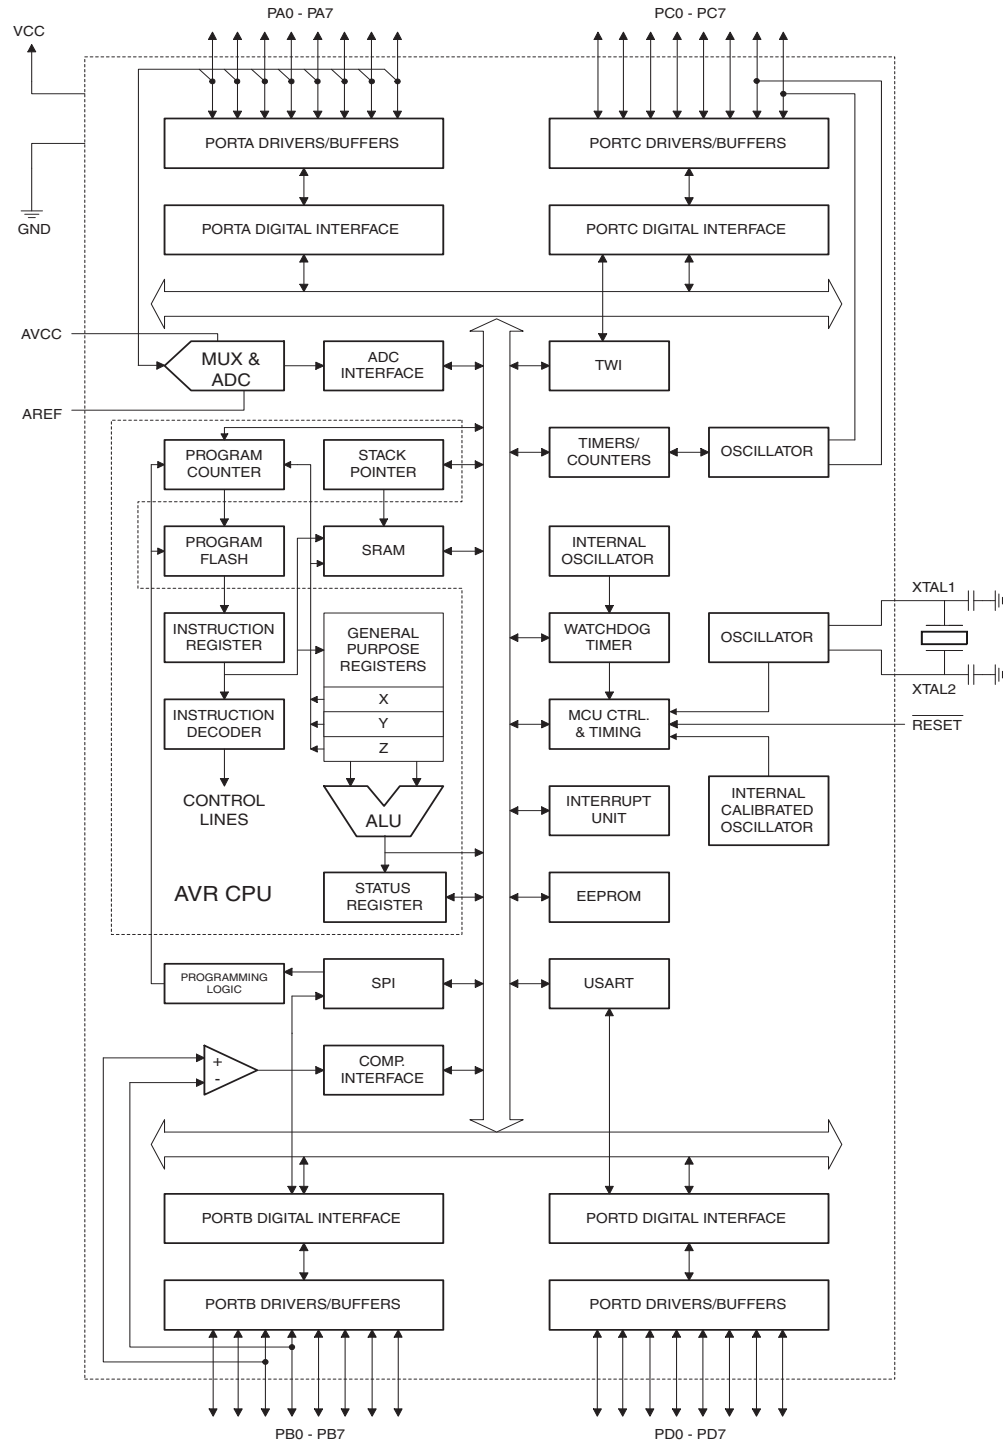 PA0 - PA7
PC0 - PC7
VCC
PORTA DRIVERS/BUFFERS
PORTC DRIVERS/BUFFERS
GND
PORTA DIGITAL INTERFACE
PORTC DIGITAL INTERFACE
AVCC
MUX &
ADC
ADC
INTERFACE
TWI
AREF
PROGRAM
COUNTER
STACK
POINTER
TIMERS/
COUNTERS
OSCILLATOR
PROGRAM
FLASH
SRAM
INTERNAL
OSCILLATOR
XTAL1
INSTRUCTION
REGISTER
GENERAL
PURPOSE
REGISTERS
WATCHDOG
TIMER
OSCILLATOR
XTAL2
X
INSTRUCTION
DECODER
Y
Z
MCU CTRL.
& TIMING
RESET
CONTROL
LINES
ALU
INTERRUPT
UNIT
INTERNAL
CALIBRATED
OSCILLATOR
AVR CPU
STATUS
REGISTER
EEPROM
PROGRAMMING
LOGIC
SPI
USART
+
-
COMP.
INTERFACE
PORTB DIGITAL INTERFACE
PORTD DIGITAL INTERFACE
PORTB DRIVERS/BUFFERS
PORTD DRIVERS/BUFFERS
PB0 - PB7
PD0 - PD7